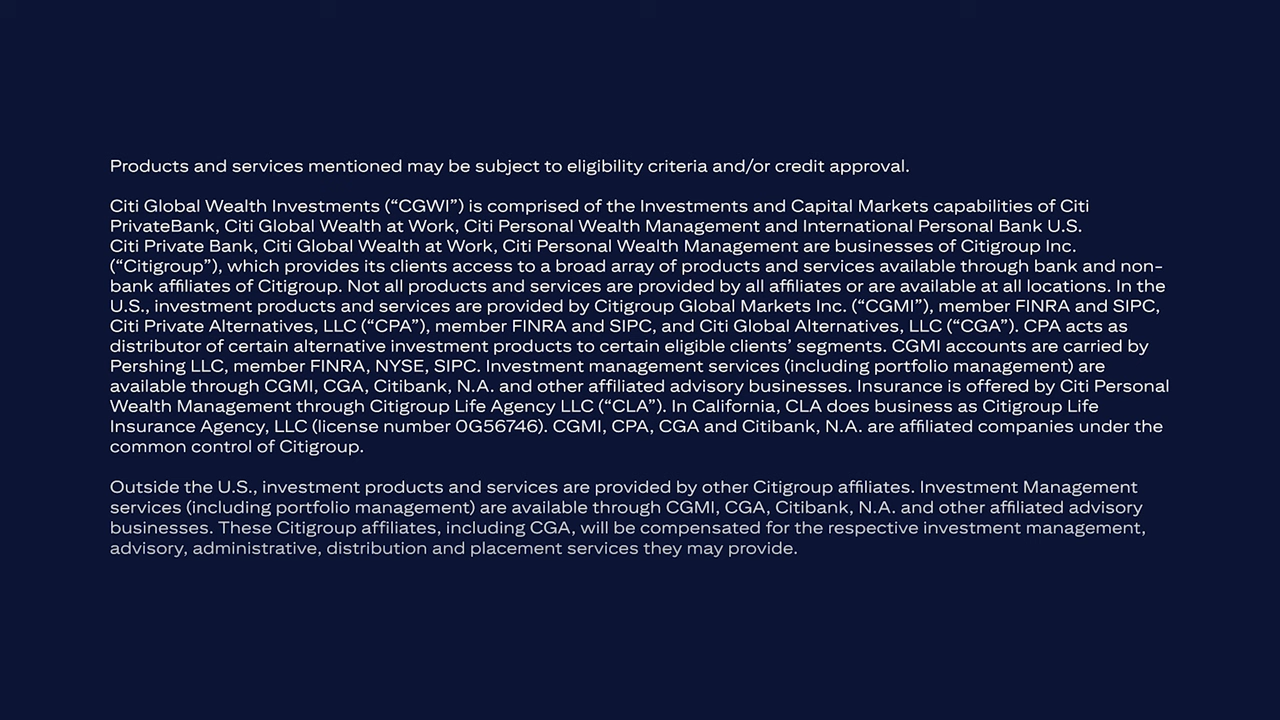 Products and services mentioned may be subject to eligibility criteria and/or credit approval.
Citi Global Wealth Investments (“CGWI”) is comprised of the Investments and Capital Markets capabilities of Citi
PrivateBank, Citi Global Wealth at Work, Citi Personal Wealth Management and International Personal Bank U.S.
Citi Private Bank, Citi Global Wealth at Work, Citi Personal Wealth Management are businesses of Citigroup Inc.
(“Citigroup”), which provides its clients access to a broad array of products and services available through bank and non-
bank affiliates of Citigroup. Not all products and services are provided by all affiliates or are available at all locations. In the
U.S., investment products and services are provided by Citigroup Global Markets Inc. (“CGMI”), member FINRA and SIPC,
Citi Private Alternatives, LLC (“CPA”), member FINRA and SIPC, and Citi Global Alternatives, LLC (“CGA”). CPA acts as
distributor of certain alternative investment products to certain eligible clients’ segments. CGMI accounts are carried by
Pershing LLC, member FINRA, NYSE, SIPC. Investment management services (including portfolio management) are
available through CGMI, CGA, Citibank, N.A. and other affiliated advisory businesses. Insurance is offered by Citi Personal
Wealth Management through Citigroup Life Agency LLC (“CLA”). In California, CLA does business as Citigroup Life
Insurance Agency, LLC (license number 0G56746). CGMI, CPA, CGA and Citibank, N.A. are affiliated companies under the
common control of Citigroup.
Outside the U.S., investment products and services are provided by other Citigroup affiliates. Investment Management
services (including portfolio management) are available through CGMI, CGA, Citibank, N.A. and other affiliated advisory
businesses. These Citigroup affiliates, including CGA, will be compensated for the respective investment management,
advisory, administrative, distribution and placement services they may provide.